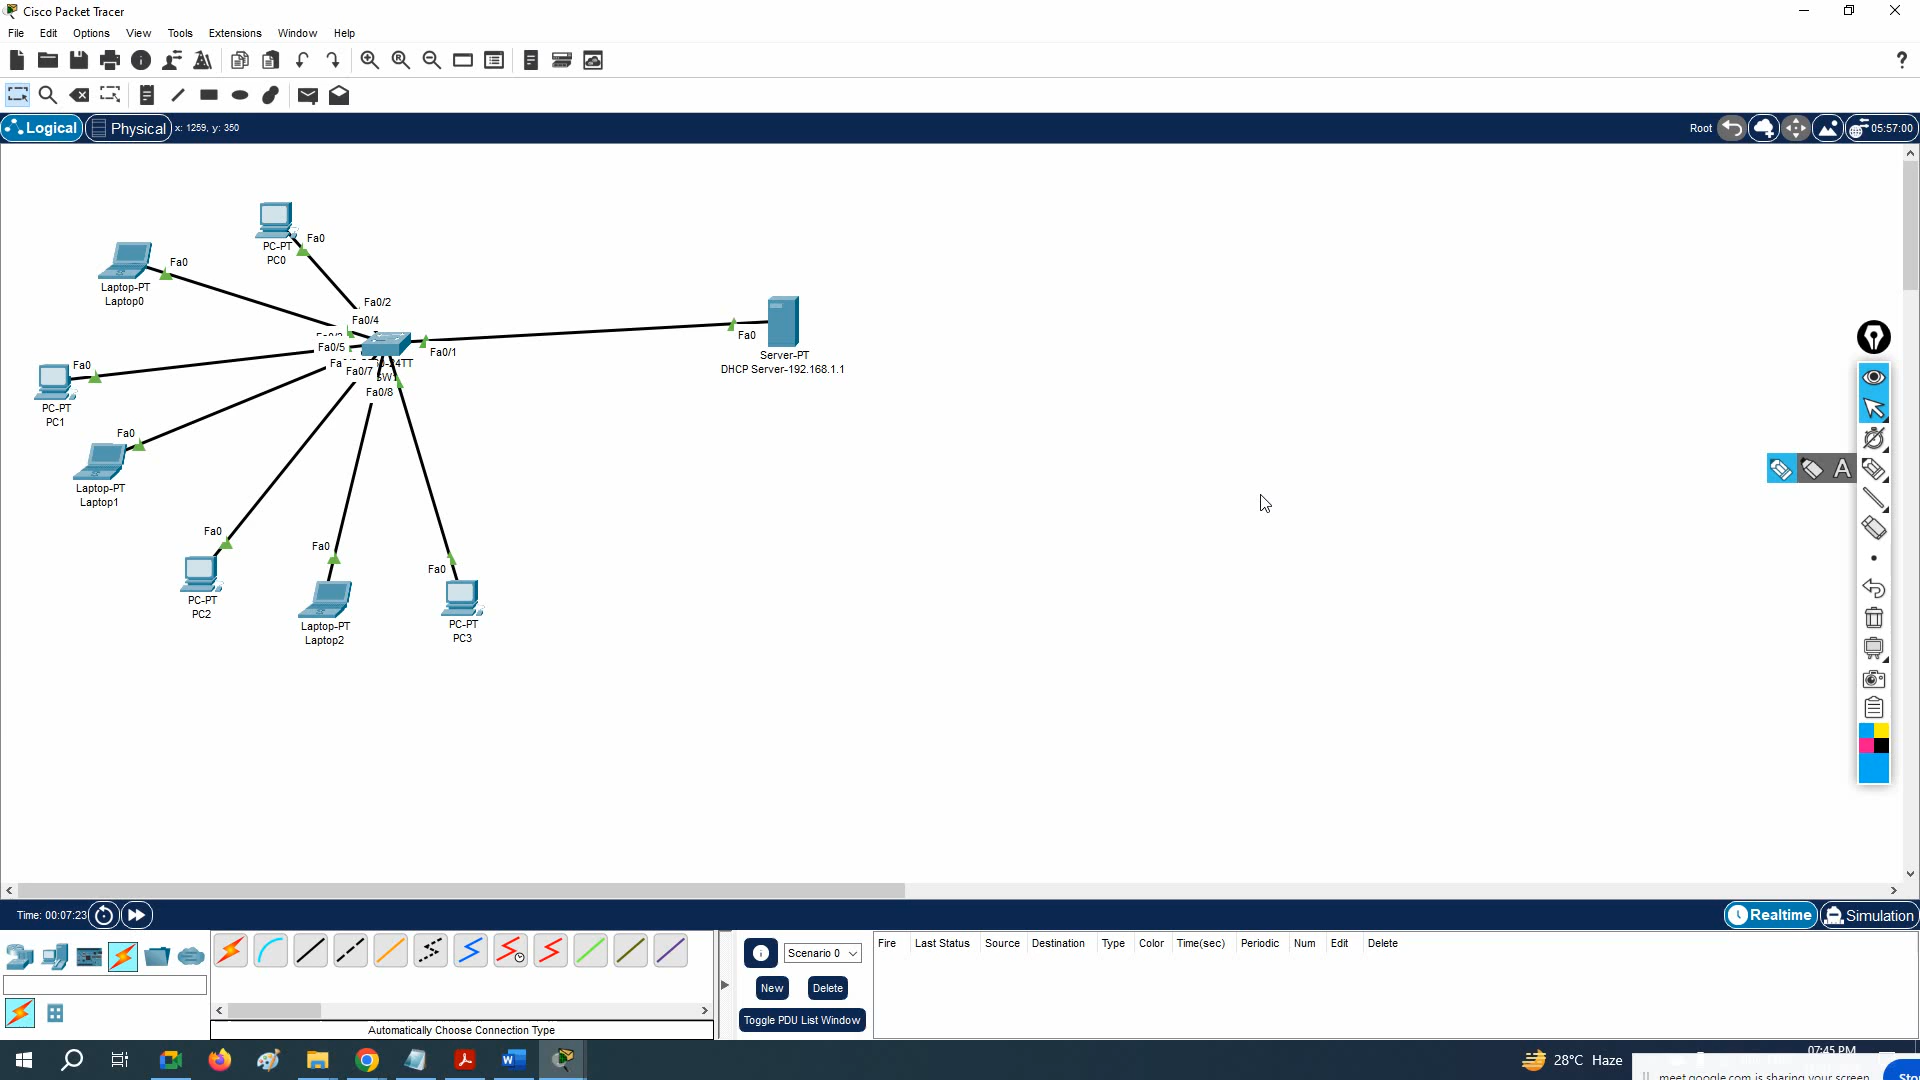 Cisco Packet Tracer
File Edit Options View Tools Extensions Window Help
Logical Physical x: 1259, y: 350 Root 05:57:00
PC-PT
PC0
Fa0
Laptop-PT
Laptop0
Fa0
Fa0/2
Fa0/4
Fa0/5
Fa0/7
SW1
Fa0/8
Fa0/1
Fa0
Server-PT
DHCP Server-192.168.1.1
Fa0
PC-PT
PC1
Fa0
Laptop-PT
Laptop1
Fa0
PC-PT
PC2
Fa0
Laptop-PT
Laptop2
Fa0
PC-PT
PC3
A
Time: 00:07:23 Realtime Simulation
Scenario 0
New Delete
Toggle PDU List Window
Fire Last Status Source Destination Type Color Time(sec) Periodic Num Edit Delete
Automatically Choose Connection Type
28°C Haze
07:45 PM
meet.google.com is sharing your screen.